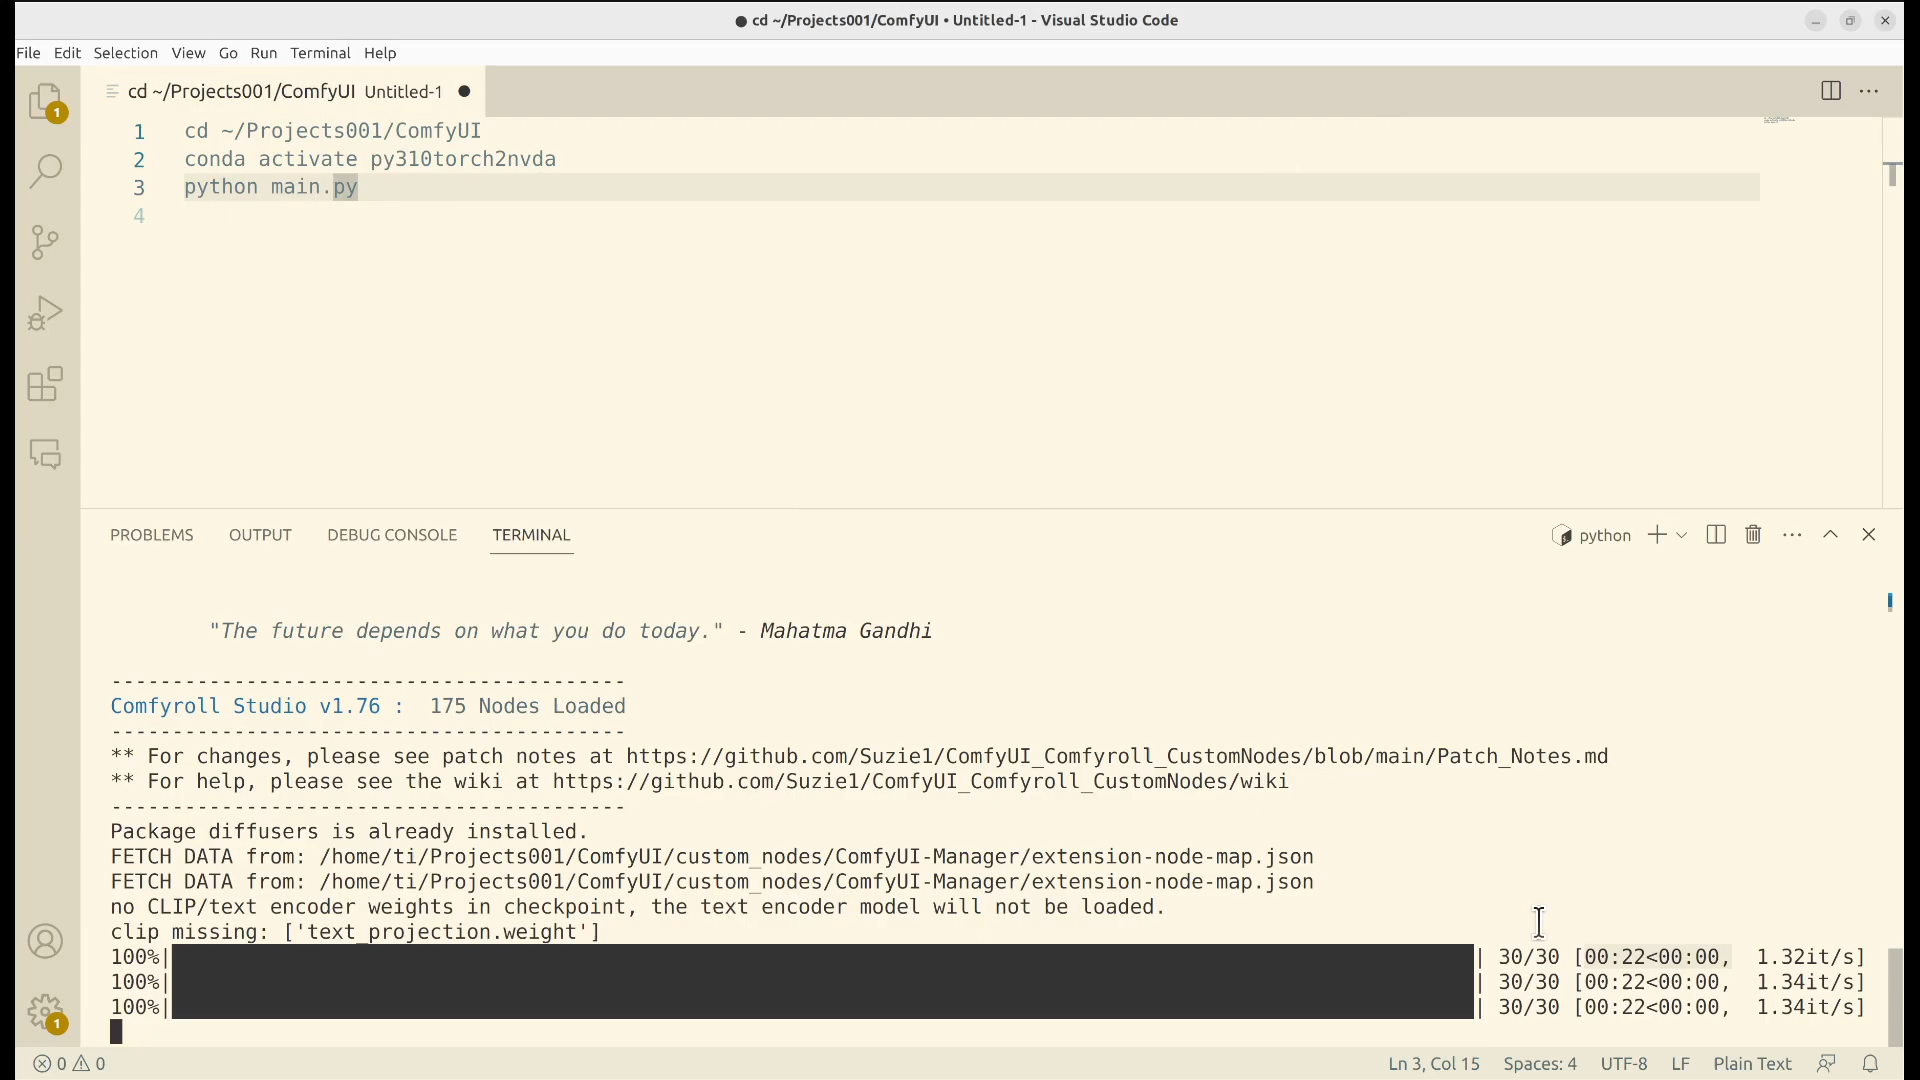 ● cd ~/Projects001/ComfyUI • Untitled-1 - Visual Studio Code
File Edit Selection View Go Run Terminal Help
cd ~/Projects001/ComfyUI Untitled-1 ●
1 cd ~/Projects001/ComfyUI
2 conda activate py310torch2nvda
3 python main.py
4
1
PROBLEMS OUTPUT DEBUG CONSOLE TERMINAL python
"The future depends on what you do today." - Mahatma Gandhi
------------------------------------------
Comfyroll Studio v1.76 :  175 Nodes Loaded
------------------------------------------
** For changes, please see patch notes at https://github.com/Suzie1/ComfyUI_Comfyroll_CustomNodes/blob/main/Patch_Notes.md
** For help, please see the wiki at https://github.com/Suzie1/ComfyUI_Comfyroll_CustomNodes/wiki
------------------------------------------
Package diffusers is already installed.
FETCH DATA from: /home/ti/Projects001/ComfyUI/custom_nodes/ComfyUI-Manager/extension-node-map.json
FETCH DATA from: /home/ti/Projects001/ComfyUI/custom_nodes/ComfyUI-Manager/extension-node-map.json
no CLIP/text encoder weights in checkpoint, the text encoder model will not be loaded.
clip missing: ['text_projection.weight']
100%| | 30/30 [00:22<00:00,  1.32it/s]
100%| | 30/30 [00:22<00:00,  1.34it/s]
100%| | 30/30 [00:22<00:00,  1.34it/s]
1
0 0 Ln 3, Col 15 Spaces: 4 UTF-8 LF Plain Text